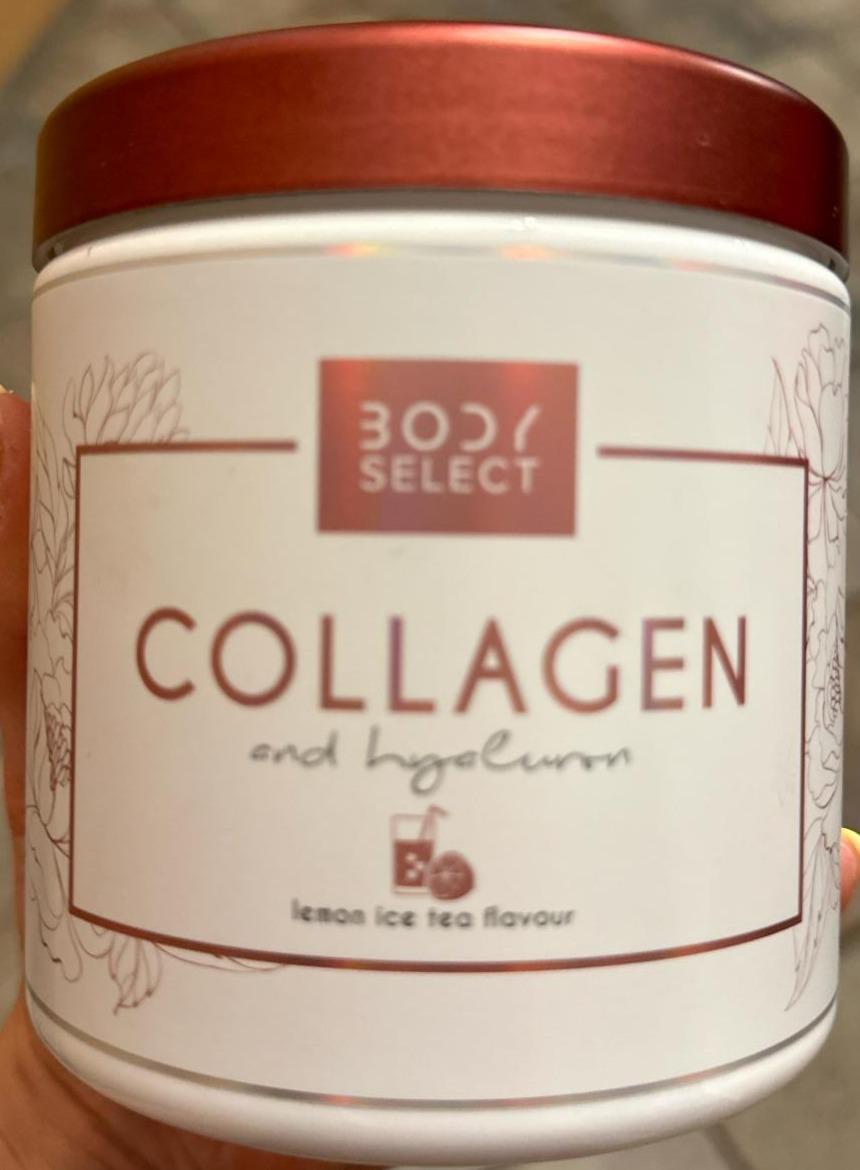 BODY
SELECT
COLLAGEN
and hyaluron
lemon ice tea flavour